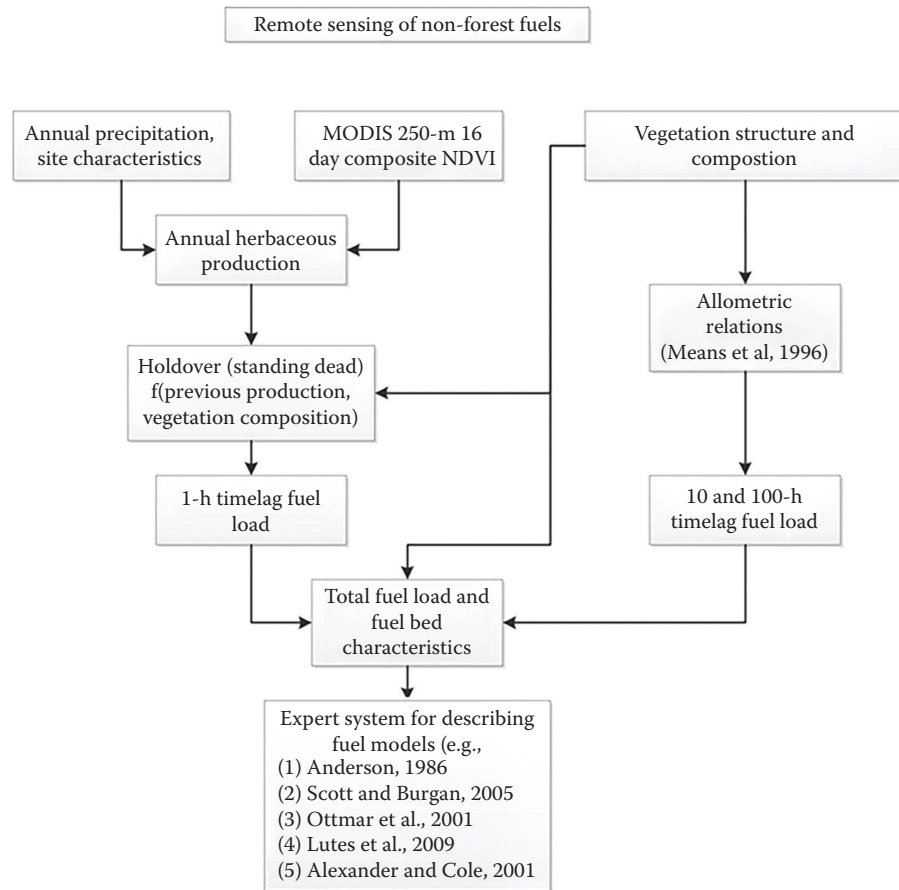 Remote sensing of non-forest fuels
Annual precipitation,
site characteristics
MODIS 250-m 16
day composite NDVI
Vegetation structure and
compostion
Annual herbaceous
production
Allometric
relations
(Means et al, 1996)
Holdover (standing dead)
f(previous production,
vegetation composition)
1-h timelag fuel
load
10 and 100-h
timelag fuel load
Total fuel load and
fuel bed
characteristics
Expert system for describing
fuel models (e.g.,
(1) Anderson, 1986
(2) Scott and Burgan, 2005
(3) Ottmar et al., 2001
(4) Lutes et al., 2009
(5) Alexander and Cole, 2001